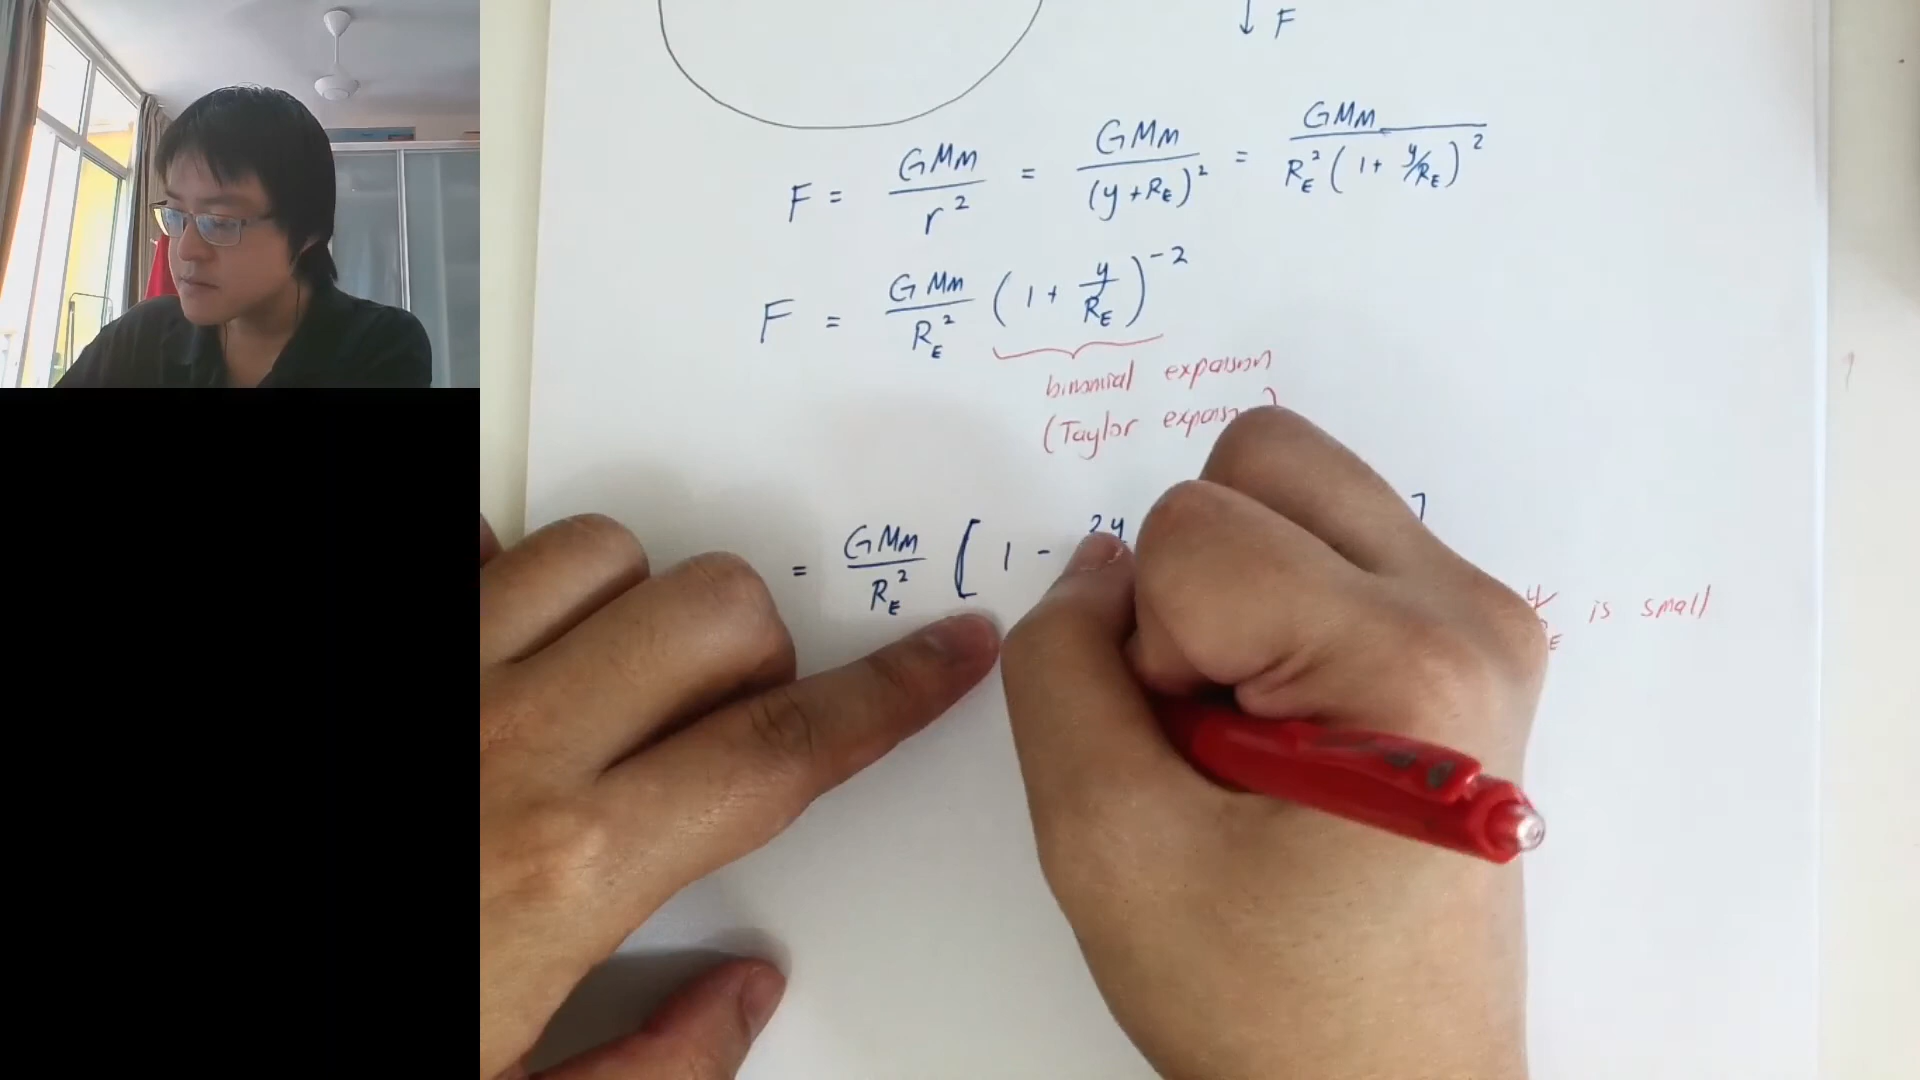 ↓ F
F = GMm / r² = GMm / (y + R_E)² = GMm / R_E² (1 + y/R_E)²
F = GMm / R_E² (1 + y/R_E)⁻²
binomial expansion
(Taylor
= GMm / R_E² [ 1 - 2y ]
is small